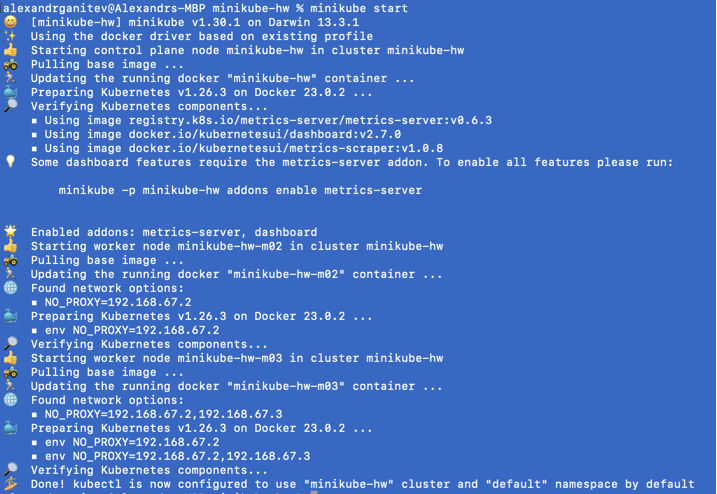 alexandrganitev@Alexandrs-MBP minikube-hw % minikube start
😄 [minikube-hw] minikube v1.30.1 on Darwin 13.3.1
✨ Using the docker driver based on existing profile
👍 Starting control plane node minikube-hw in cluster minikube-hw
🚜 Pulling base image ...
🏃 Updating the running docker "minikube-hw" container ...
🐳 Preparing Kubernetes v1.26.3 on Docker 23.0.2 ...
🔎 Verifying Kubernetes components...
▪ Using image registry.k8s.io/metrics-server/metrics-server:v0.6.3
▪ Using image docker.io/kubernetesui/dashboard:v2.7.0
▪ Using image docker.io/kubernetesui/metrics-scraper:v1.0.8
💡 Some dashboard features require the metrics-server addon. To enable all features please run:
minikube -p minikube-hw addons enable metrics-server
🌟 Enabled addons: metrics-server, dashboard
👍 Starting worker node minikube-hw-m02 in cluster minikube-hw
🚜 Pulling base image ...
🏃 Updating the running docker "minikube-hw-m02" container ...
🌐 Found network options:
▪ NO_PROXY=192.168.67.2
🐳 Preparing Kubernetes v1.26.3 on Docker 23.0.2 ...
▪ env NO_PROXY=192.168.67.2
🔎 Verifying Kubernetes components...
👍 Starting worker node minikube-hw-m03 in cluster minikube-hw
🚜 Pulling base image ...
🏃 Updating the running docker "minikube-hw-m03" container ...
🌐 Found network options:
▪ NO_PROXY=192.168.67.2,192.168.67.3
🐳 Preparing Kubernetes v1.26.3 on Docker 23.0.2 ...
▪ env NO_PROXY=192.168.67.2
▪ env NO_PROXY=192.168.67.2,192.168.67.3
🔎 Verifying Kubernetes components...
🏄 Done! kubectl is now configured to use "minikube-hw" cluster and "default" namespace by default